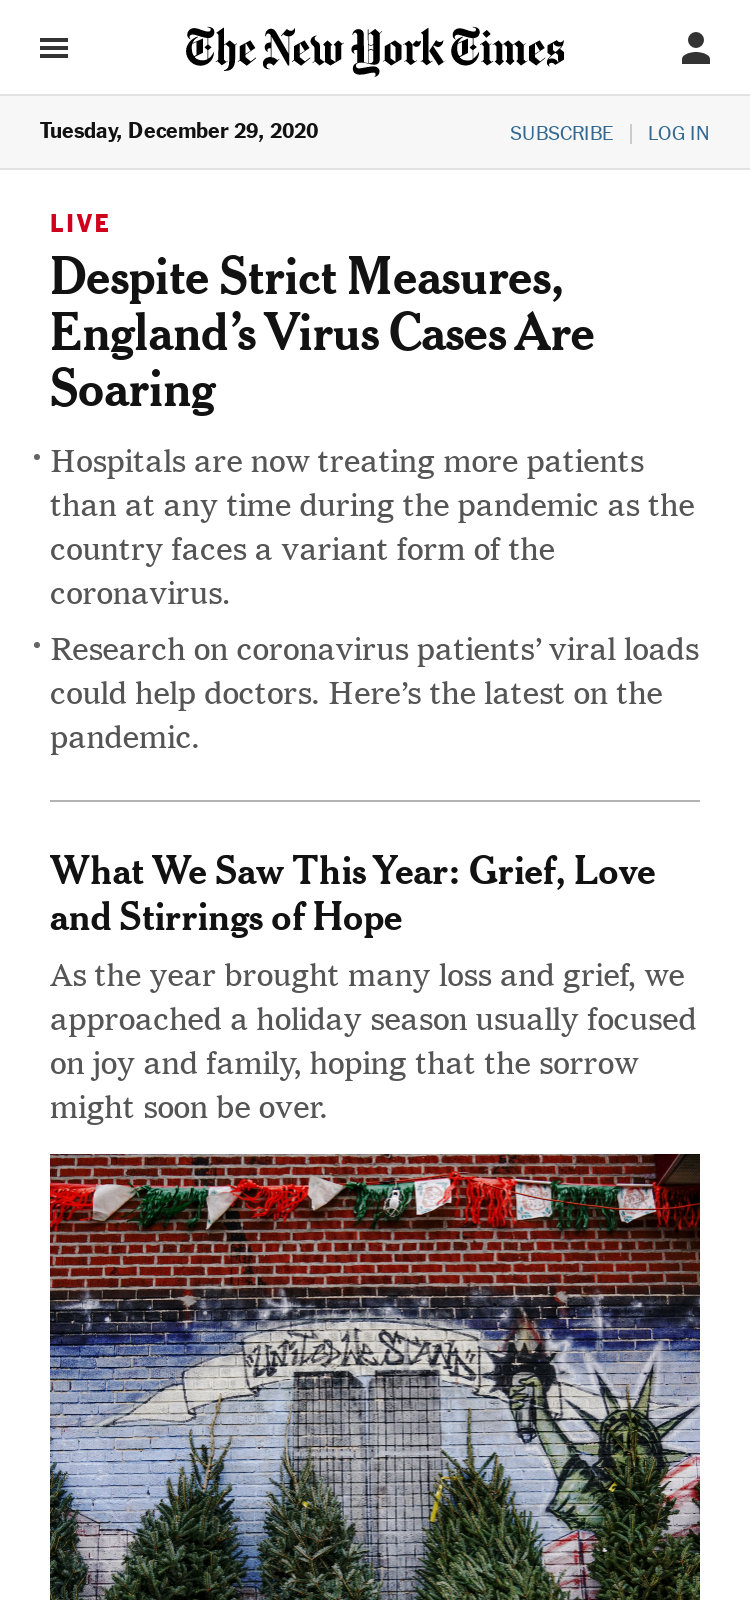 The New York Times
Tuesday, December 29, 2020
SUBSCRIBE | LOG IN
LIVE
Despite Strict Measures,
England’s Virus Cases Are
Soaring
• Hospitals are now treating more patients
than at any time during the pandemic as the
country faces a variant form of the
coronavirus.
• Research on coronavirus patients’ viral loads
could help doctors. Here’s the latest on the
pandemic.
What We Saw This Year: Grief, Love
and Stirrings of Hope
As the year brought many loss and grief, we
approached a holiday season usually focused
on joy and family, hoping that the sorrow
might soon be over.
UNITED WE STAND